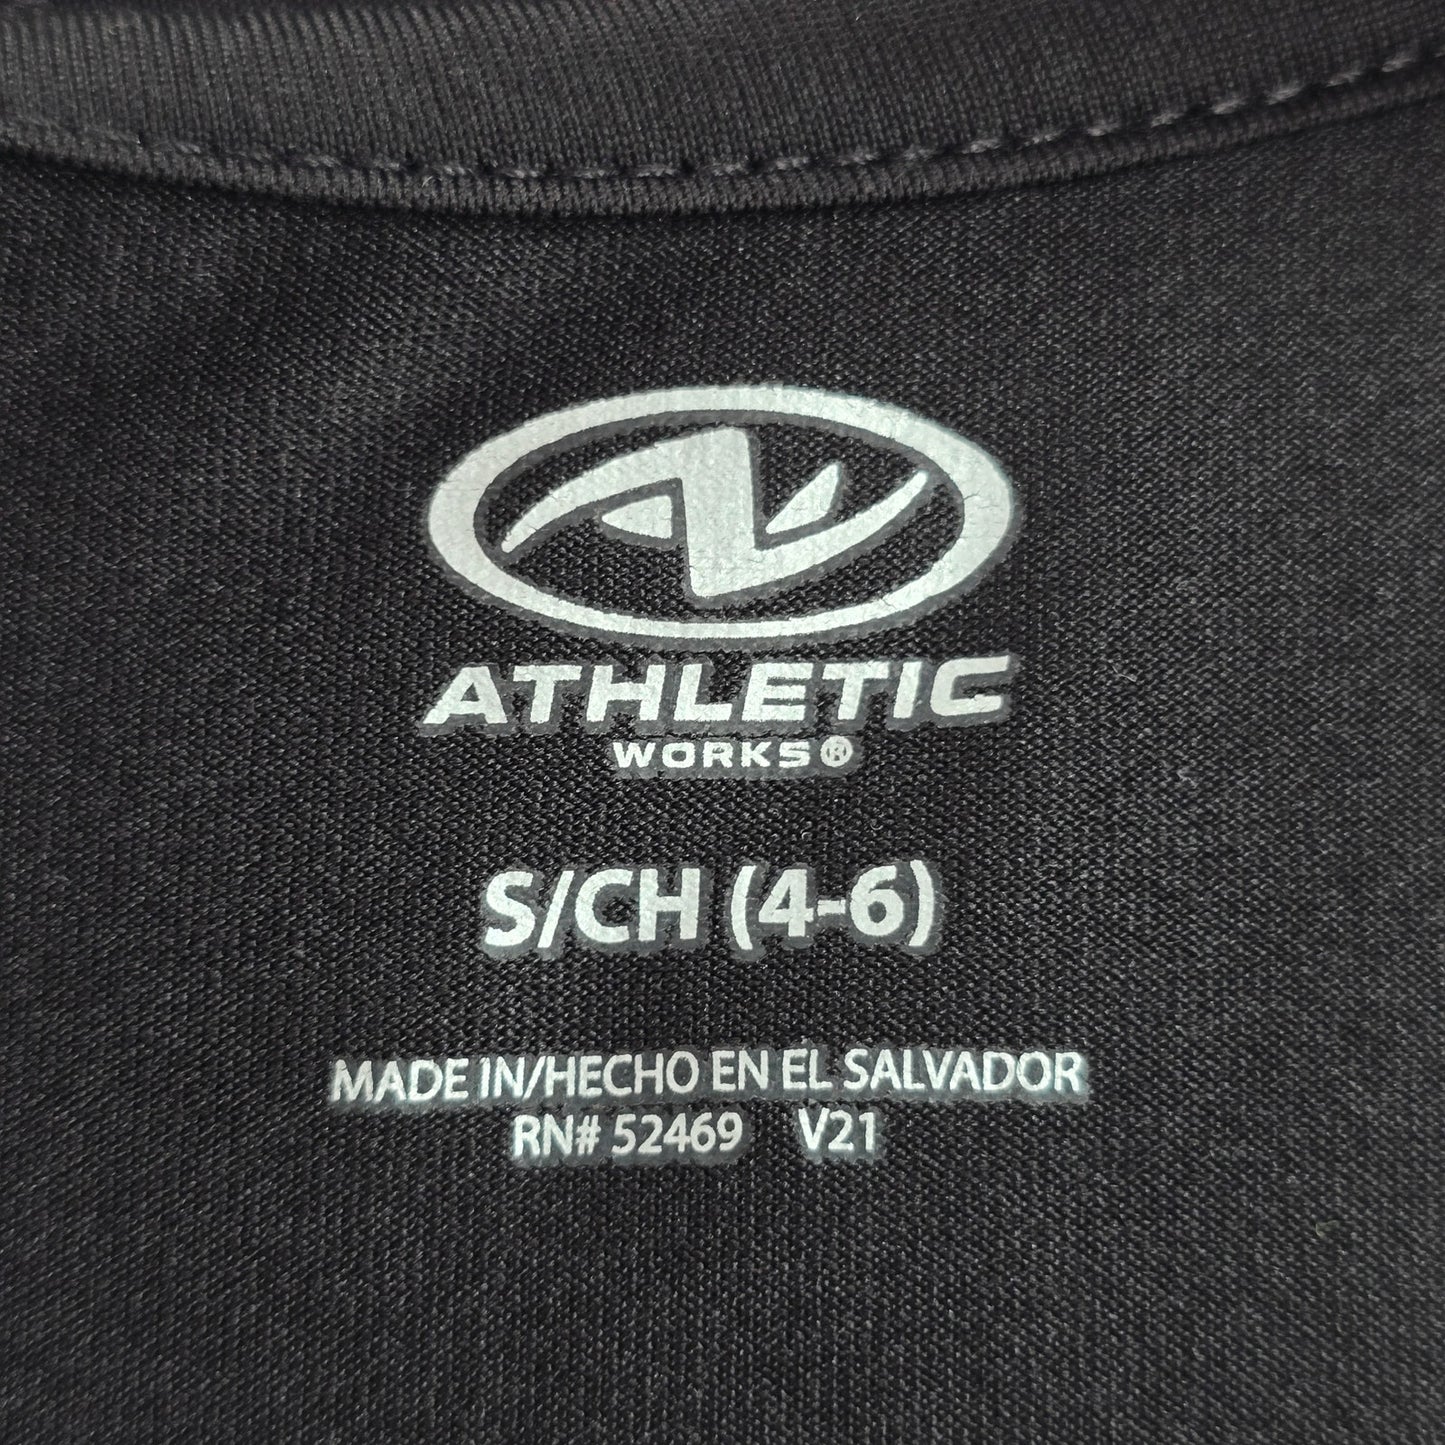 ATHLETIC
WORKS®
S/CH (4-6)
MADE IN/HECHO EN EL SALVADOR
RN# 52469 V21